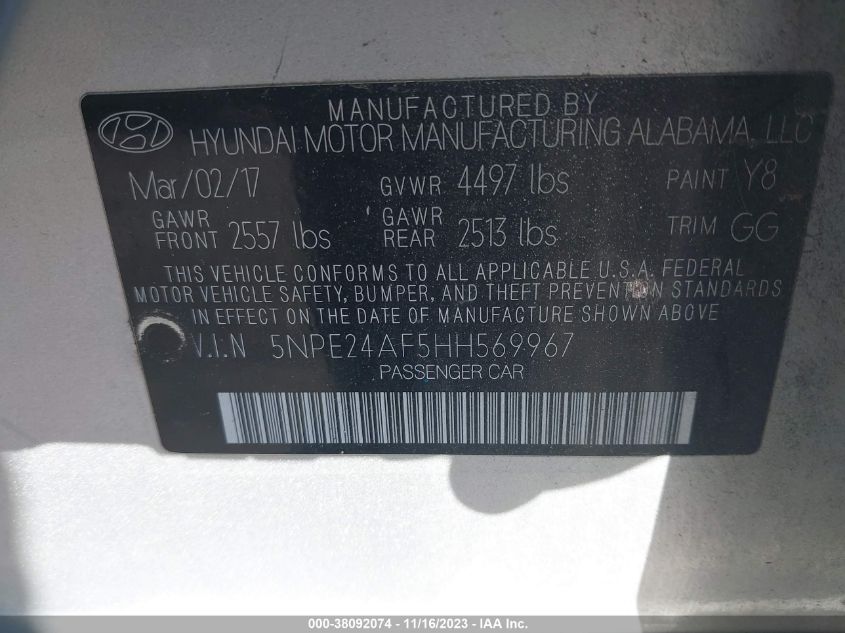 MANUFACTURED BY
HYUNDAI MOTOR MANUFACTURING ALABAMA, LLC
Mar/02/17 GVWR 4497 lbs PAINT Y8
GAWR FRONT 2557 lbs GAWR REAR 2513 lbs TRIM GG
THIS VEHICLE CONFORMS TO ALL APPLICABLE U.S.A. FEDERAL
MOTOR VEHICLE SAFETY, BUMPER, AND THEFT PREVENTION STANDARDS
IN EFFECT ON THE DATE OF MANUFACTURE SHOWN ABOVE.
V.I.N 5NPE24AF5HH569967
PASSENGER CAR
000-38092074 - 11/16/2023 - IAA Inc.